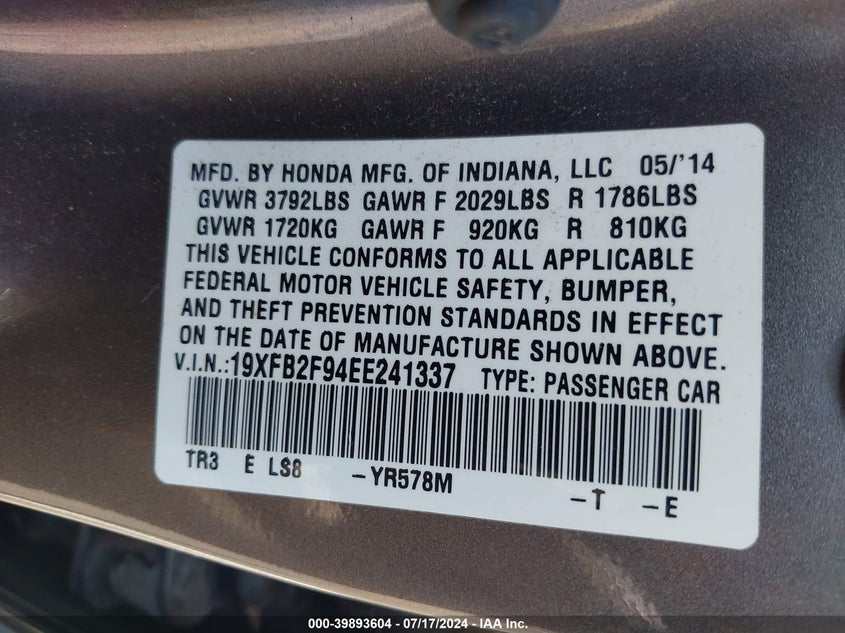 MFD. BY HONDA MFG. OF INDIANA, LLC 05/'14
GVWR 3792LBS GAWR F 2029LBS R 1786LBS
GVWR 1720KG GAWR F 920KG R 810KG
THIS VEHICLE CONFORMS TO ALL APPLICABLE
FEDERAL MOTOR VEHICLE SAFETY, BUMPER,
AND THEFT PREVENTION STANDARDS IN EFFECT
ON THE DATE OF MANUFACTURE SHOWN ABOVE.
V.I.N.:19XFB2F94EE241337 TYPE: PASSENGER CAR
TR3 E LS8 -YR578M -T -E
000-39893604 / 07/17/2024 - IAA Inc.